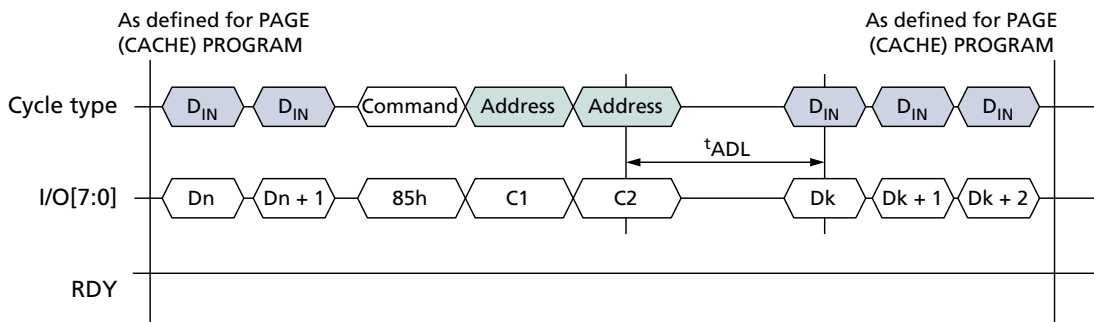 As defined for PAGE
(CACHE) PROGRAM
As defined for PAGE
(CACHE) PROGRAM
Cycle type
DIN
DIN
Command
Address
Address
DIN
DIN
DIN
tADL
I/O[7:0]
Dn
Dn + 1
85h
C1
C2
Dk
Dk + 1
Dk + 2
RDY